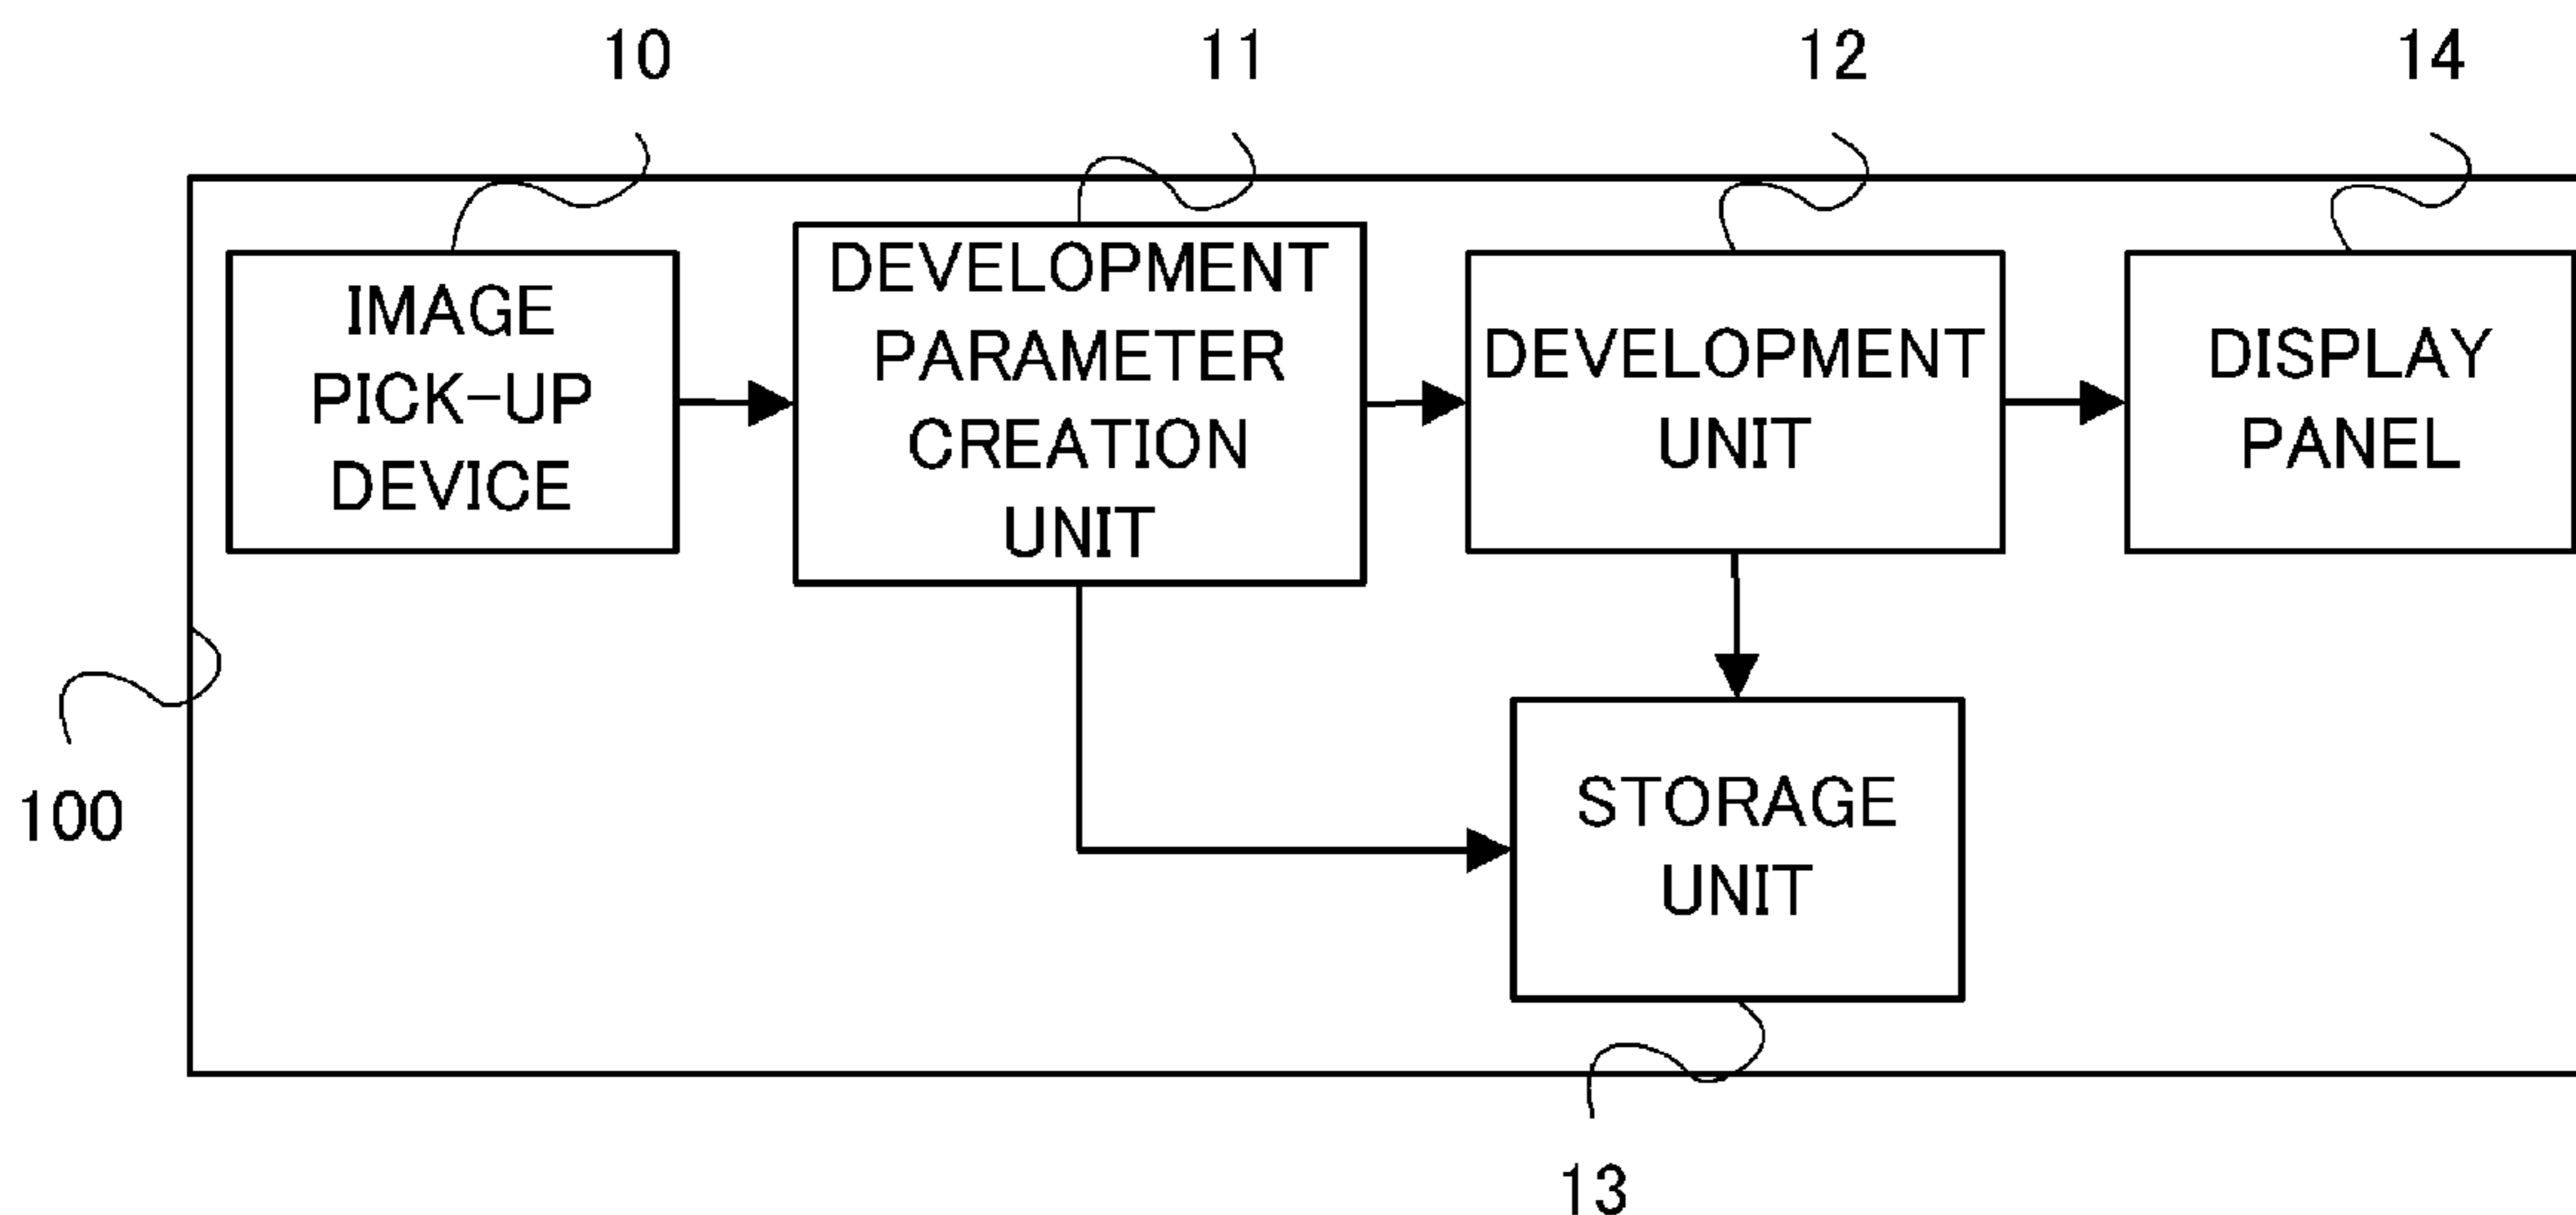 10
11
12
14
IMAGE
PICK-UP
DEVICE
DEVELOPMENT
PARAMETER
CREATION
UNIT
DEVELOPMENT
UNIT
DISPLAY
PANEL
100
STORAGE
UNIT
13